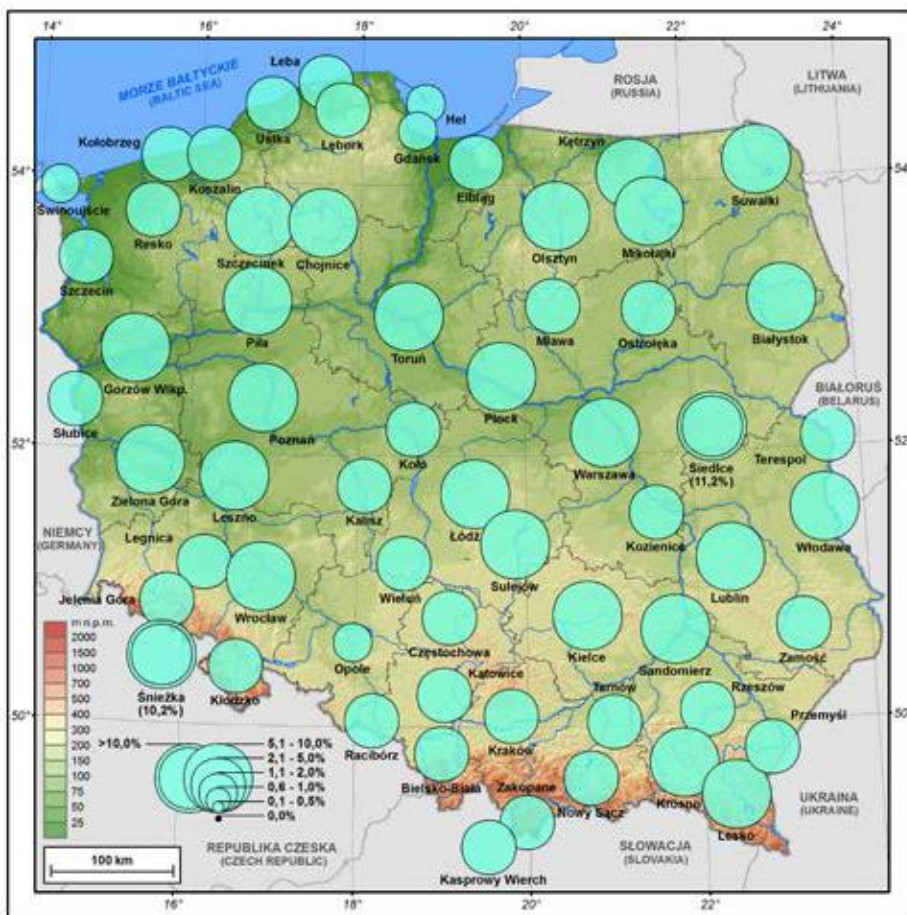 14° 16° 18° 20° 22° 24°
MORZE BAŁTYCKIE
(BALTIC SEA)
ROSJA
(RUSSIA)
LITWA
(LITHUANIA)
Łeba
Hel
Ustka
Lębork
Gdańsk
Kołobrzeg
Koszalin
Elbląg
Kętrzyn
Suwałki
54° 54°
Świnoujście
Resko
Szczecinek
Chojnice
Olsztyn
Mikołajki
Szczecin
Piła
Toruń
Mława
Ostrołęka
Białystok
Gorzów Wlkp.
Płock
BIAŁORUŚ
(BELARUS)
Słubice
Poznań
Koło
Warszawa
Siedlce
(11,2%)
Terespol
52° 52°
Zielona Góra
Leszno
Kalisz
Łódź
Kozienice
Włodawa
NIEMCY
(GERMANY)
Legnica
Jelenia Góra
Wrocław
Wieluń
Sulejów
Lublin
m n.p.m.
2000
1500
1000
700
500
400
300
200
150
100
75
50
25
Śnieżka
(10,2%)
Kłodzko
Opole
Częstochowa
Kielce
Sandomierz
Zamość
Katowice
Tarnów
Rzeszów
Przemyśl
50° 50°
Racibórz
Kraków
Bielsko-Biała
Zakopane
Nowy Sącz
Krosno
Lesko
>10,0%
5,1 - 10,0%
2,1 - 5,0%
1,1 - 2,0%
0,6 - 1,0%
0,1 - 0,5%
0,0%
UKRAINA
(UKRAINE)
100 km
REPUBLIKA CZESKA
(CZECH REPUBLIC)
Kasprowy Wierch
SŁOWACJA
(SLOVAKIA)
16° 18° 20° 22°